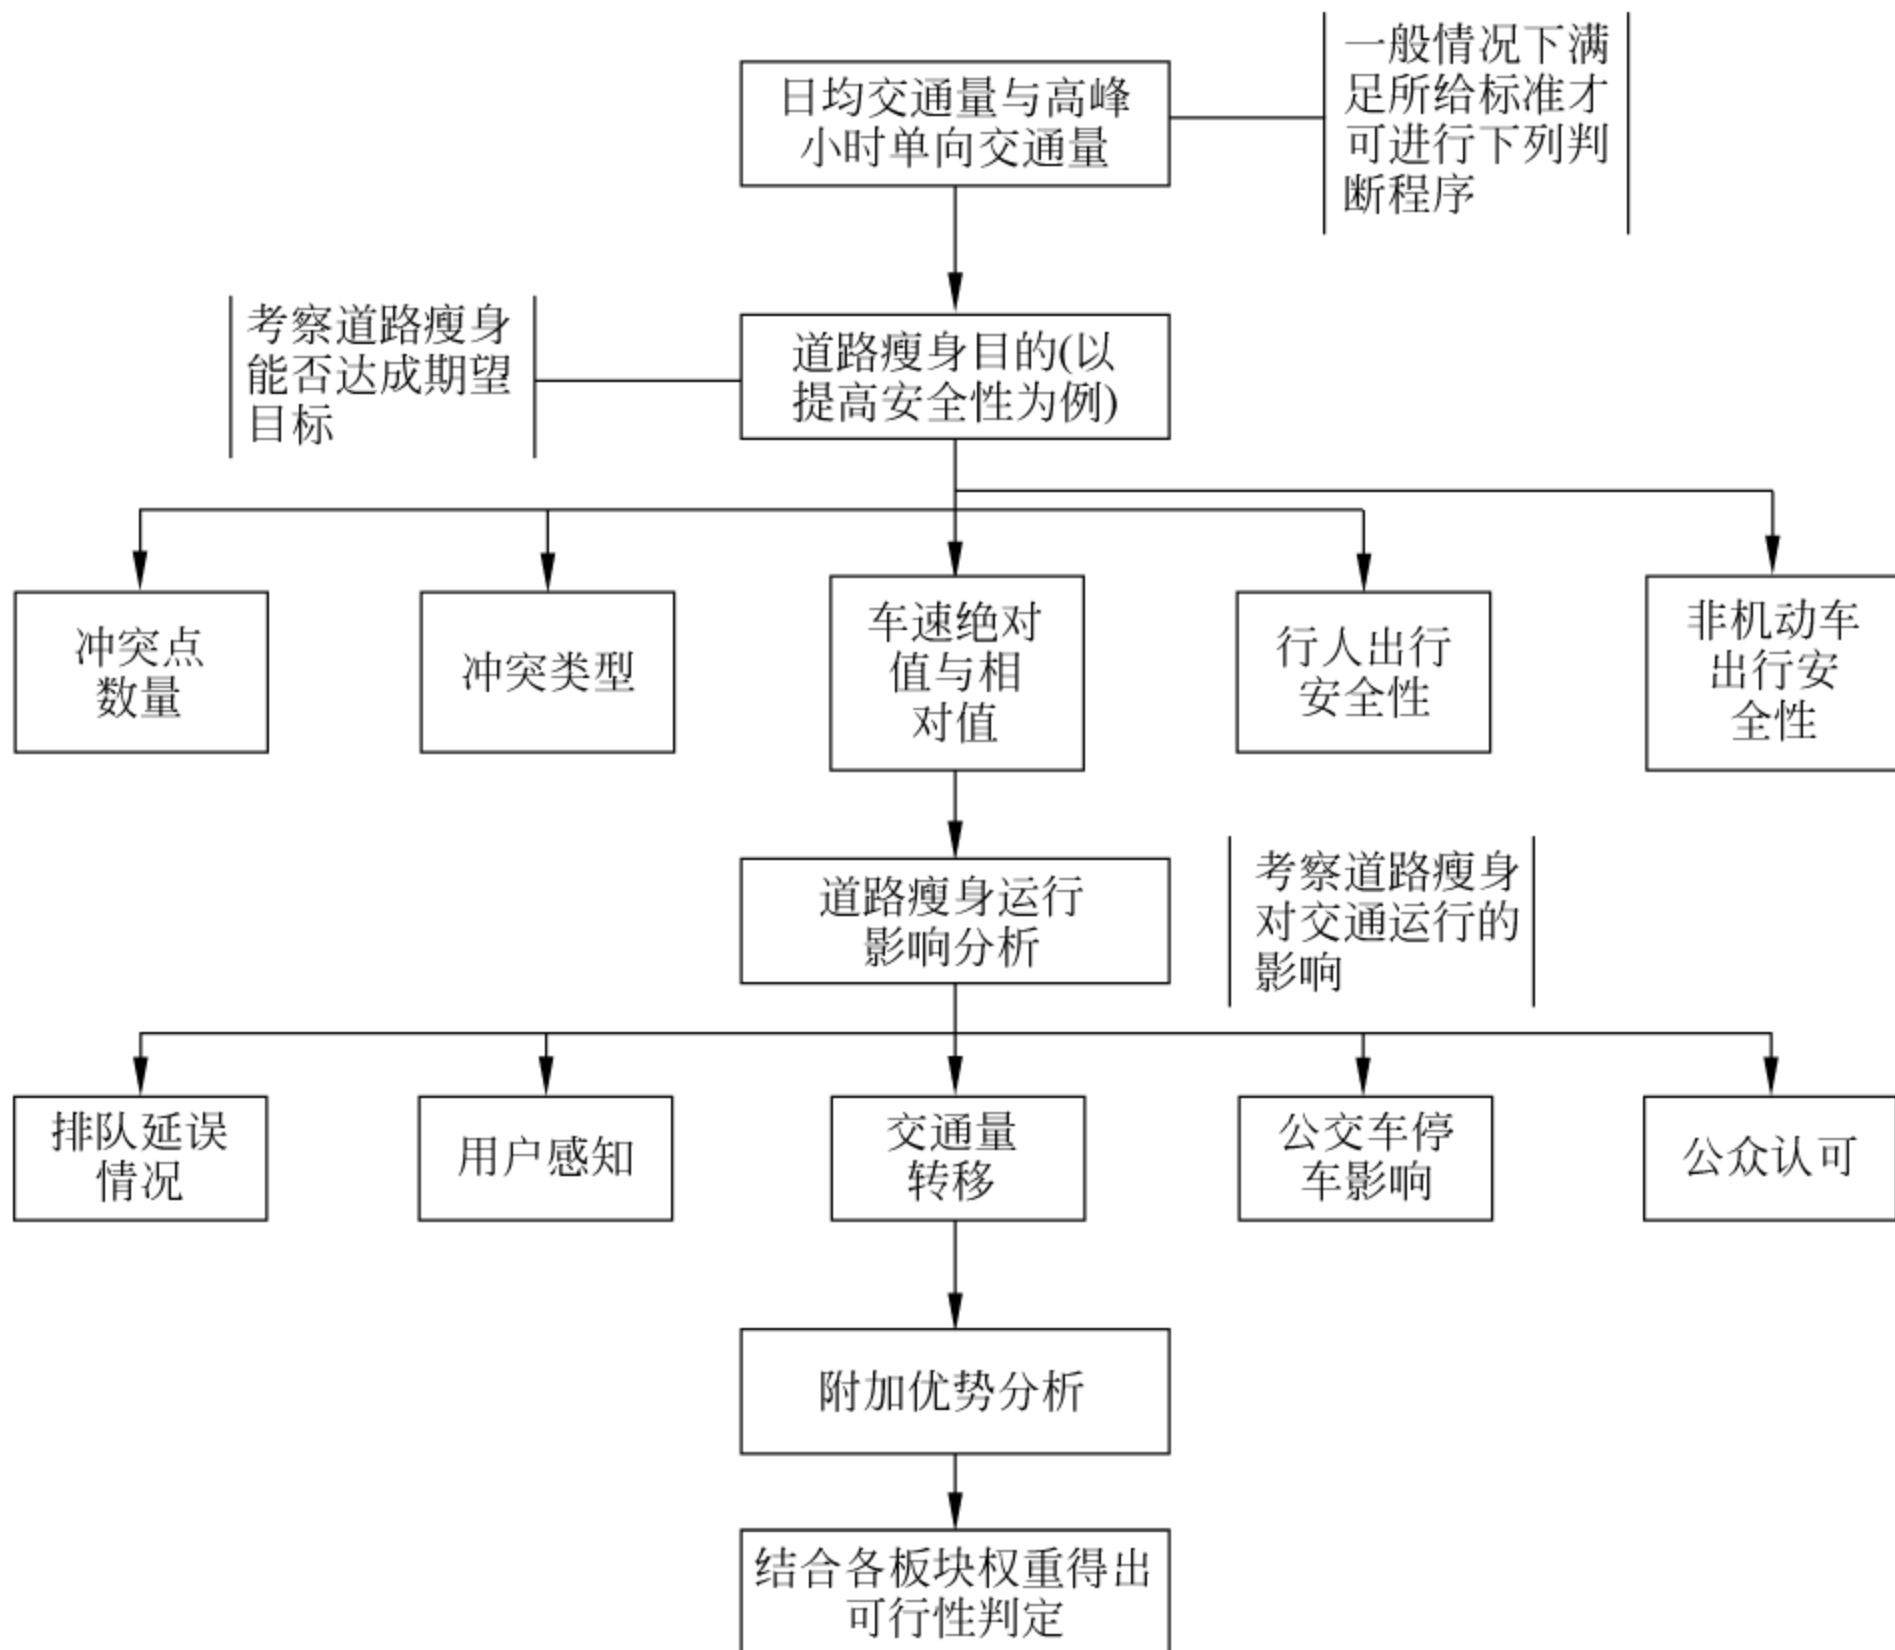 日均交通量与高峰
小时单向交通量
一般情况下满
足所给标准才
可进行下列判
断程序
考察道路瘦身
能否达成期望
目标
道路瘦身目的(以
提高安全性为例)
冲突点
数量
冲突类型
车速绝对
值与相
对值
行人出行
安全性
非机动车
出行安
全性
道路瘦身运行
影响分析
考察道路瘦身
对交通运行的
影响
排队延误
情况
用户感知
交通量
转移
公交车停
车影响
公众认可
附加优势分析
结合各板块权重得出
可行性判定